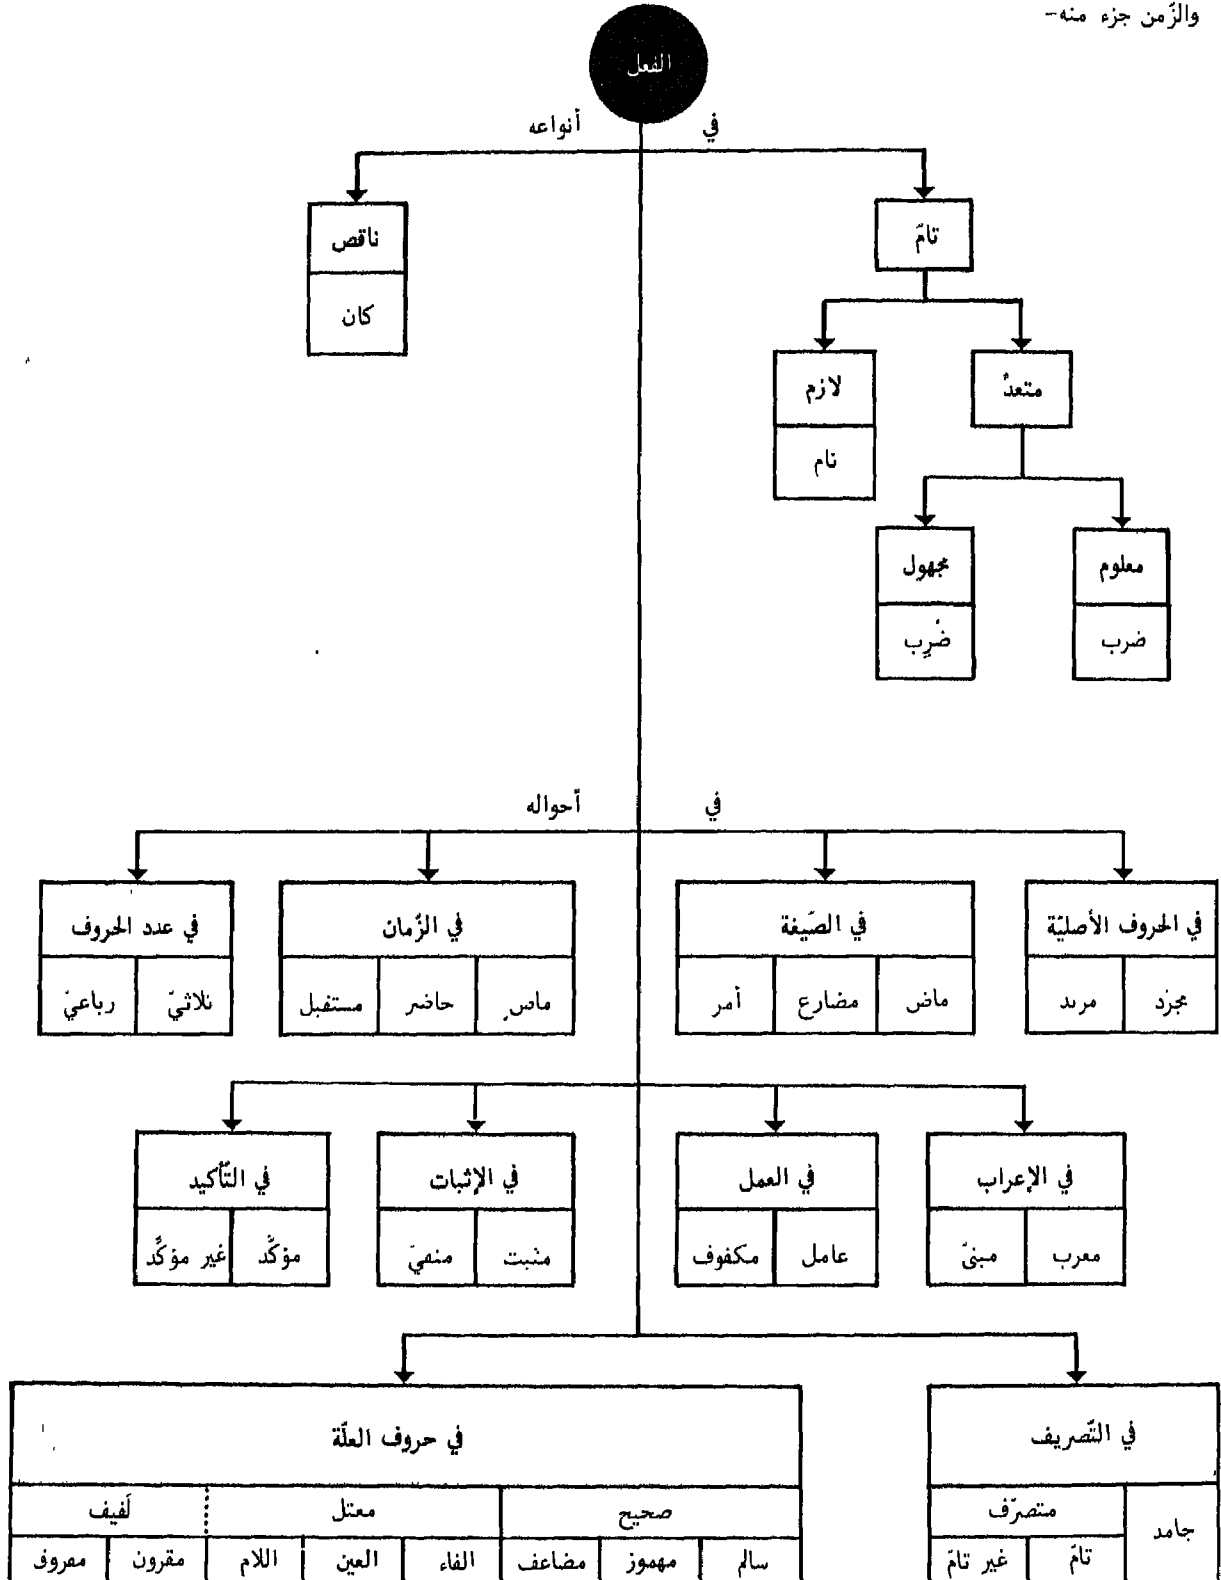 والزّمن جزء منه-
الفعل
في أنواعه
تامّ
ناقص
كان
متعدّ
لازم
نام
معلوم
مجهول
ضرب
ضُرِب
في أحواله
في الحروف الأصليّة
في الصّيغة
في الزّمان
في عدد الحروف
مجرّد مزيد
ماض مضارع أمر
ماض حاضر مستقبل
ثلاثيّ رباعيّ
في الإعراب
في العمل
في الإثبات
في التّأكيد
معرب مبنيّ
عامل مكفوف
مثبت منفيّ
مؤكّد غير مؤكّد
في التّصريف
في حروف العلّة
جامد
متصرّف
صحيح
معتل
لَفيف
تامّ غير تامّ
سالم مهموز مضاعف
الفاء العين اللام
مقرون مفروق